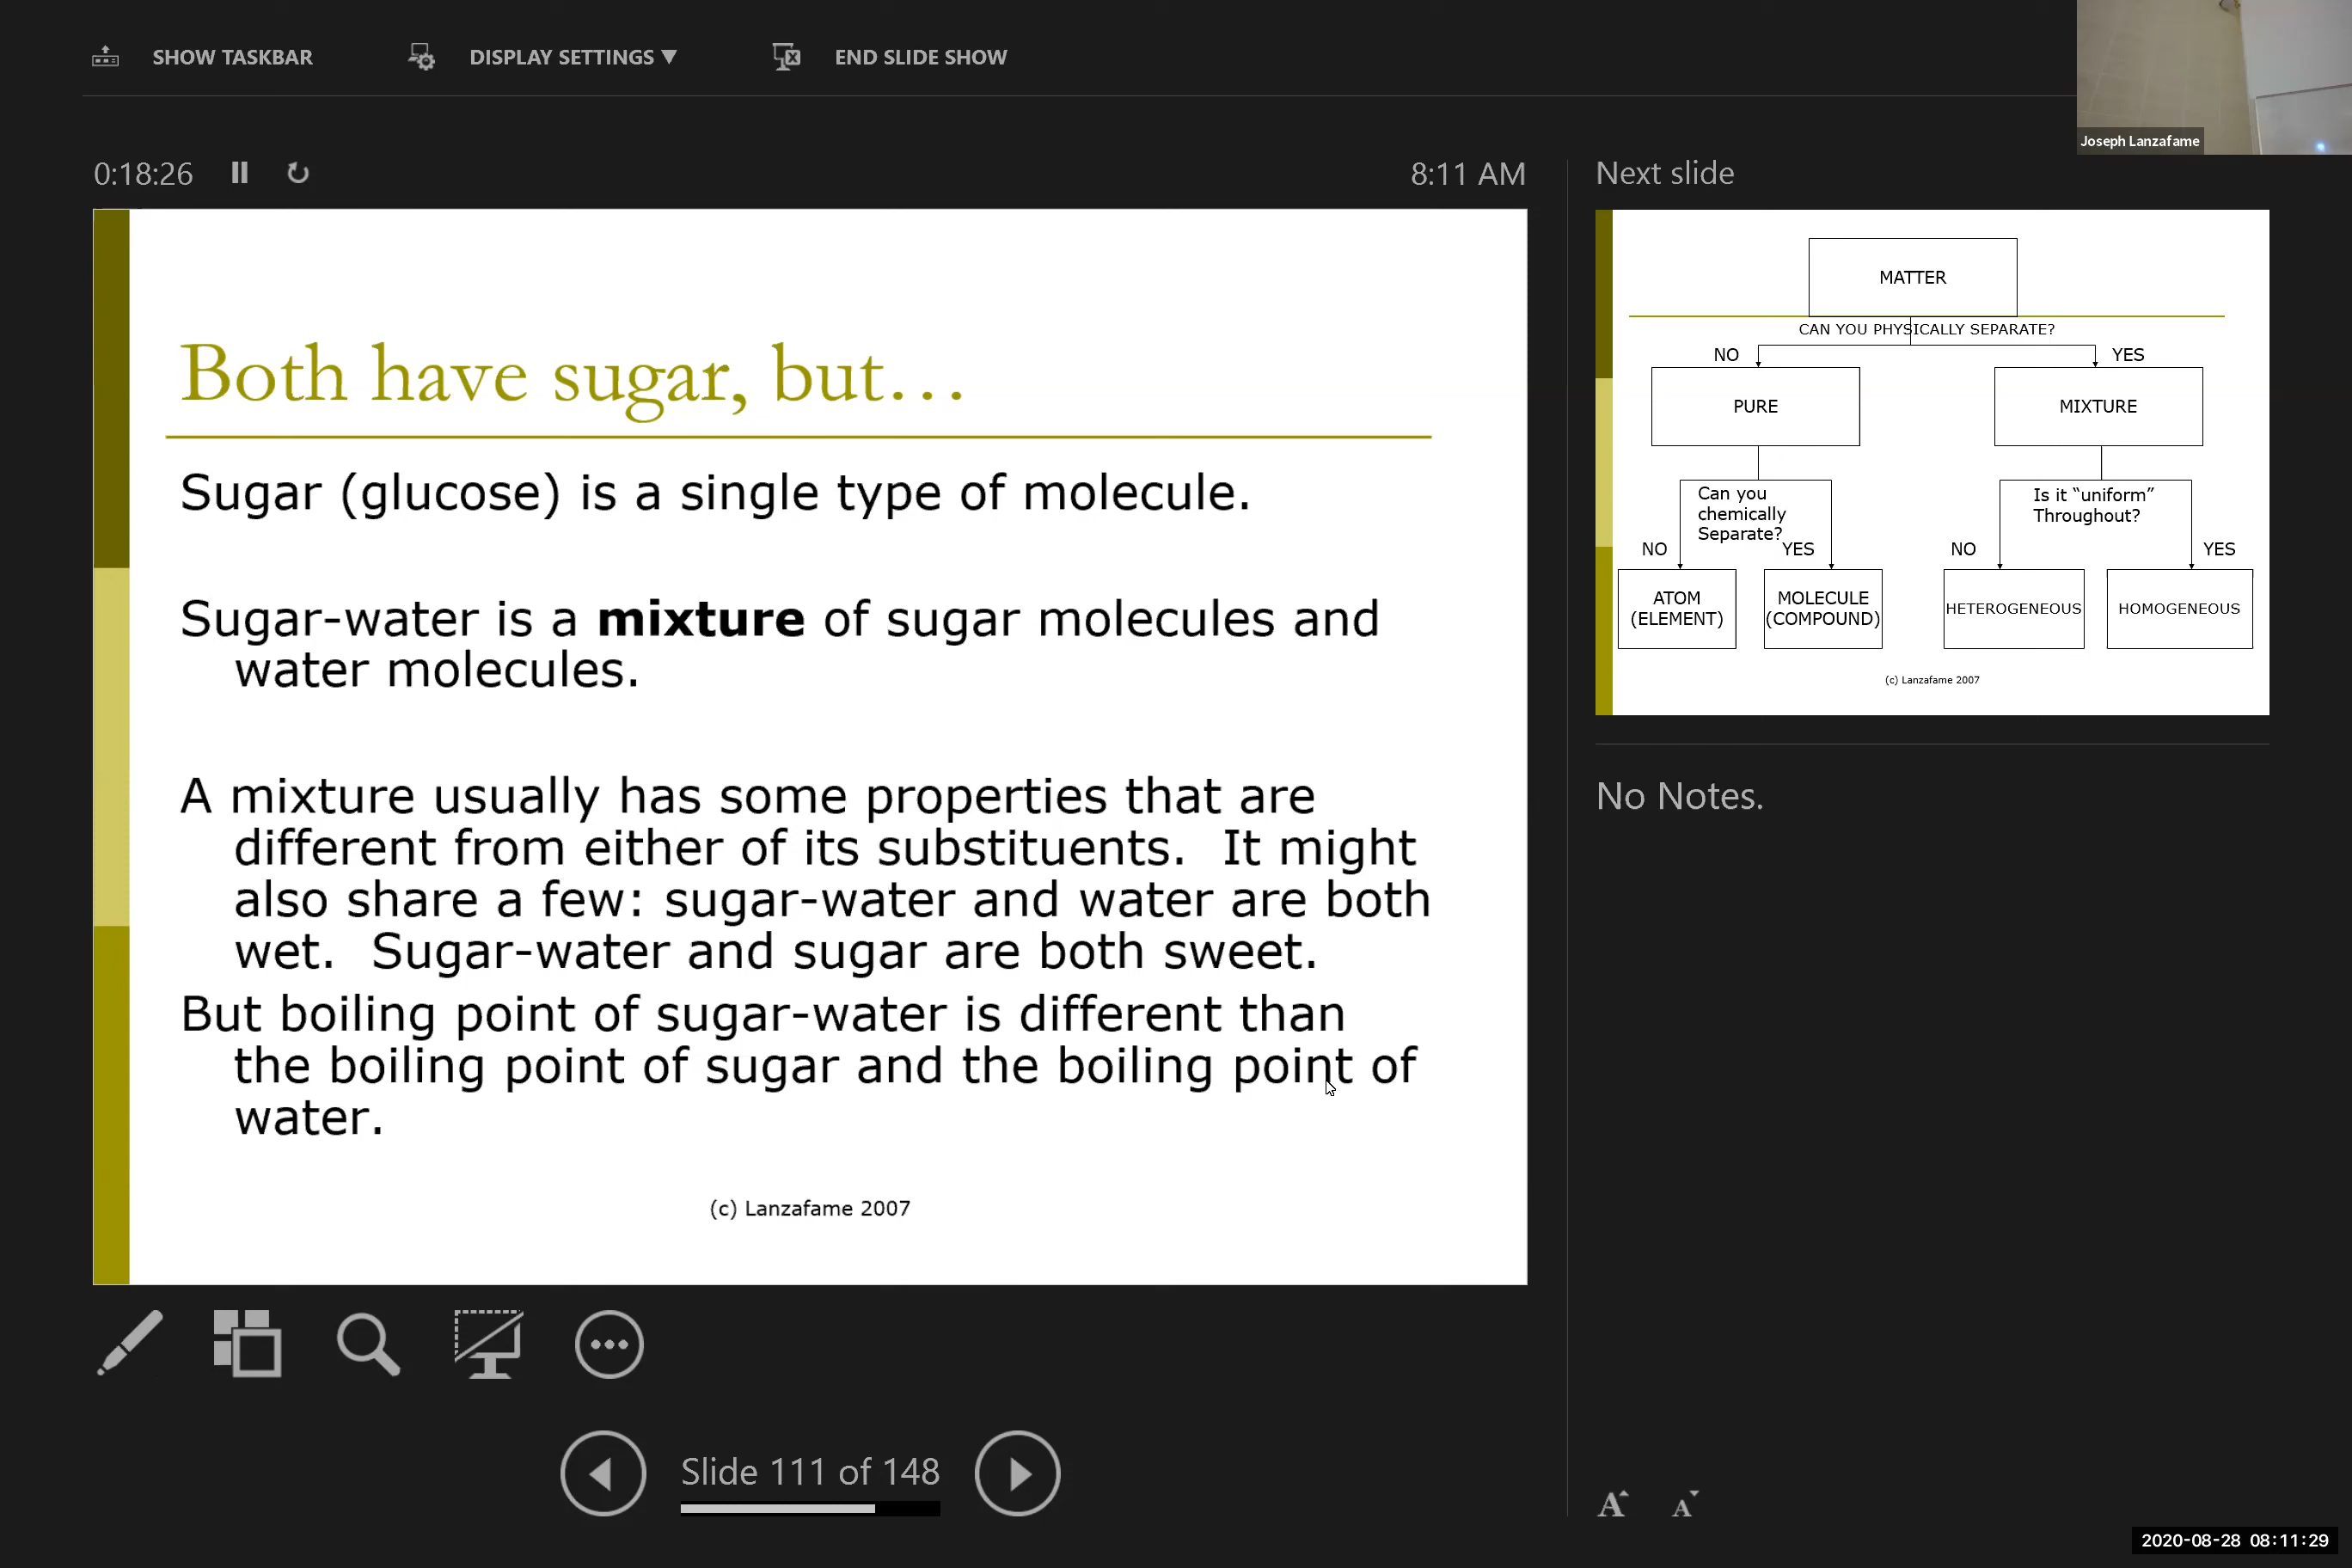 SHOW TASKBAR
DISPLAY SETTINGS ▼
END SLIDE SHOW
Joseph Lanzafame
0:18:26
8:11 AM
Both have sugar, but…
Sugar (glucose) is a single type of molecule.
Sugar-water is a mixture of sugar molecules and
water molecules.
A mixture usually has some properties that are
different from either of its substituents. It might
also share a few: sugar-water and water are both
wet. Sugar-water and sugar are both sweet.
But boiling point of sugar-water is different than
the boiling point of sugar and the boiling point of
water.
(c) Lanzafame 2007
Slide 111 of 148
Next slide
MATTER
CAN YOU PHYSICALLY SEPARATE?
NO
YES
PURE
MIXTURE
Can you
chemically
Separate?
Is it “uniform”
Throughout?
NO
YES
NO
YES
ATOM
(ELEMENT)
MOLECULE
(COMPOUND)
HETEROGENEOUS
HOMOGENEOUS
(c) Lanzafame 2007
No Notes.
A A
2020-08-28 08:11:29